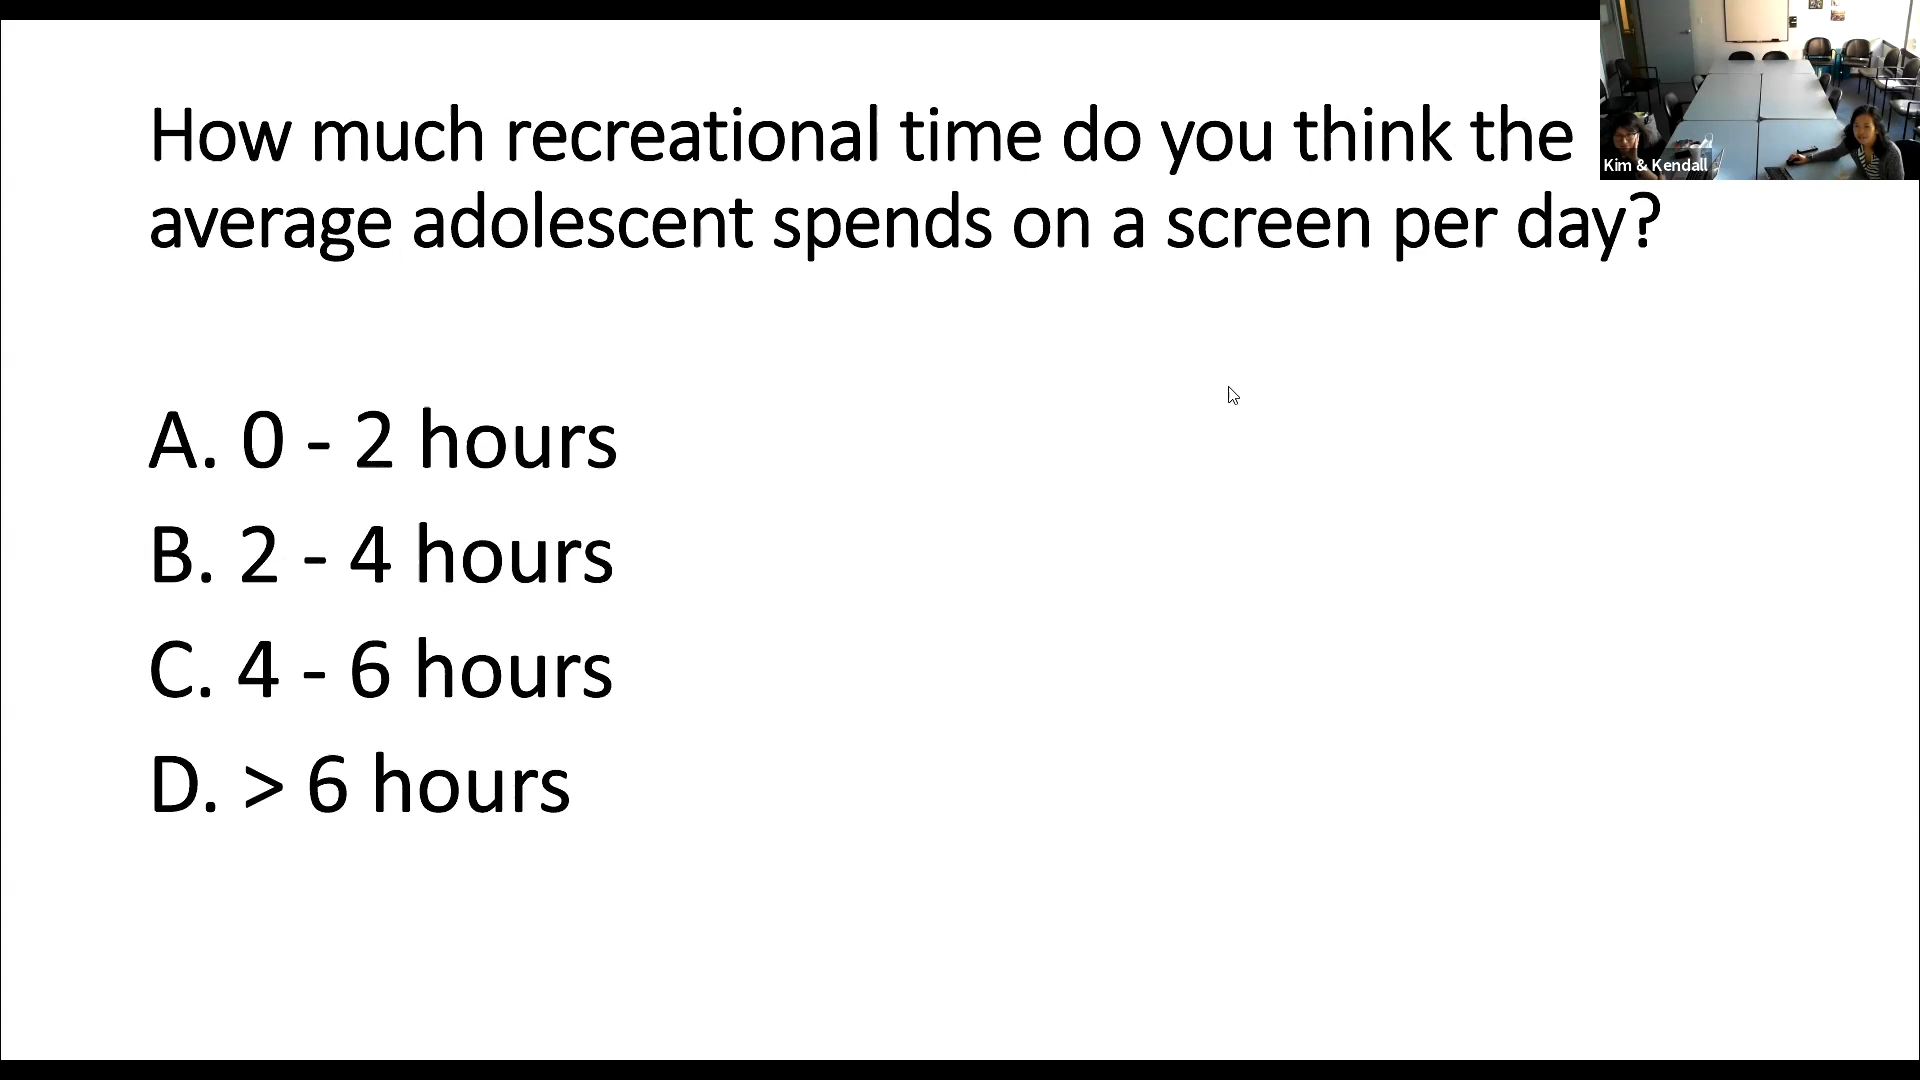 How much recreational time do you think the
average adolescent spends on a screen per day?
A. 0 - 2 hours
B. 2 - 4 hours
C. 4 - 6 hours
D. > 6 hours
Kim & Kendall